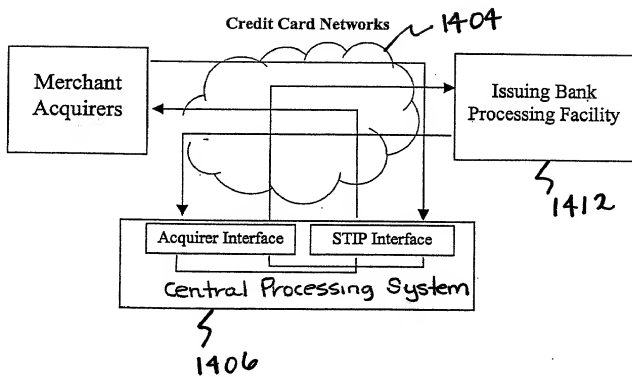 Credit Card Networks
1404
Merchant
Acquirers
Issuing Bank
Processing Facility
1412
Acquirer Interface
STIP Interface
Central Processing System
1406